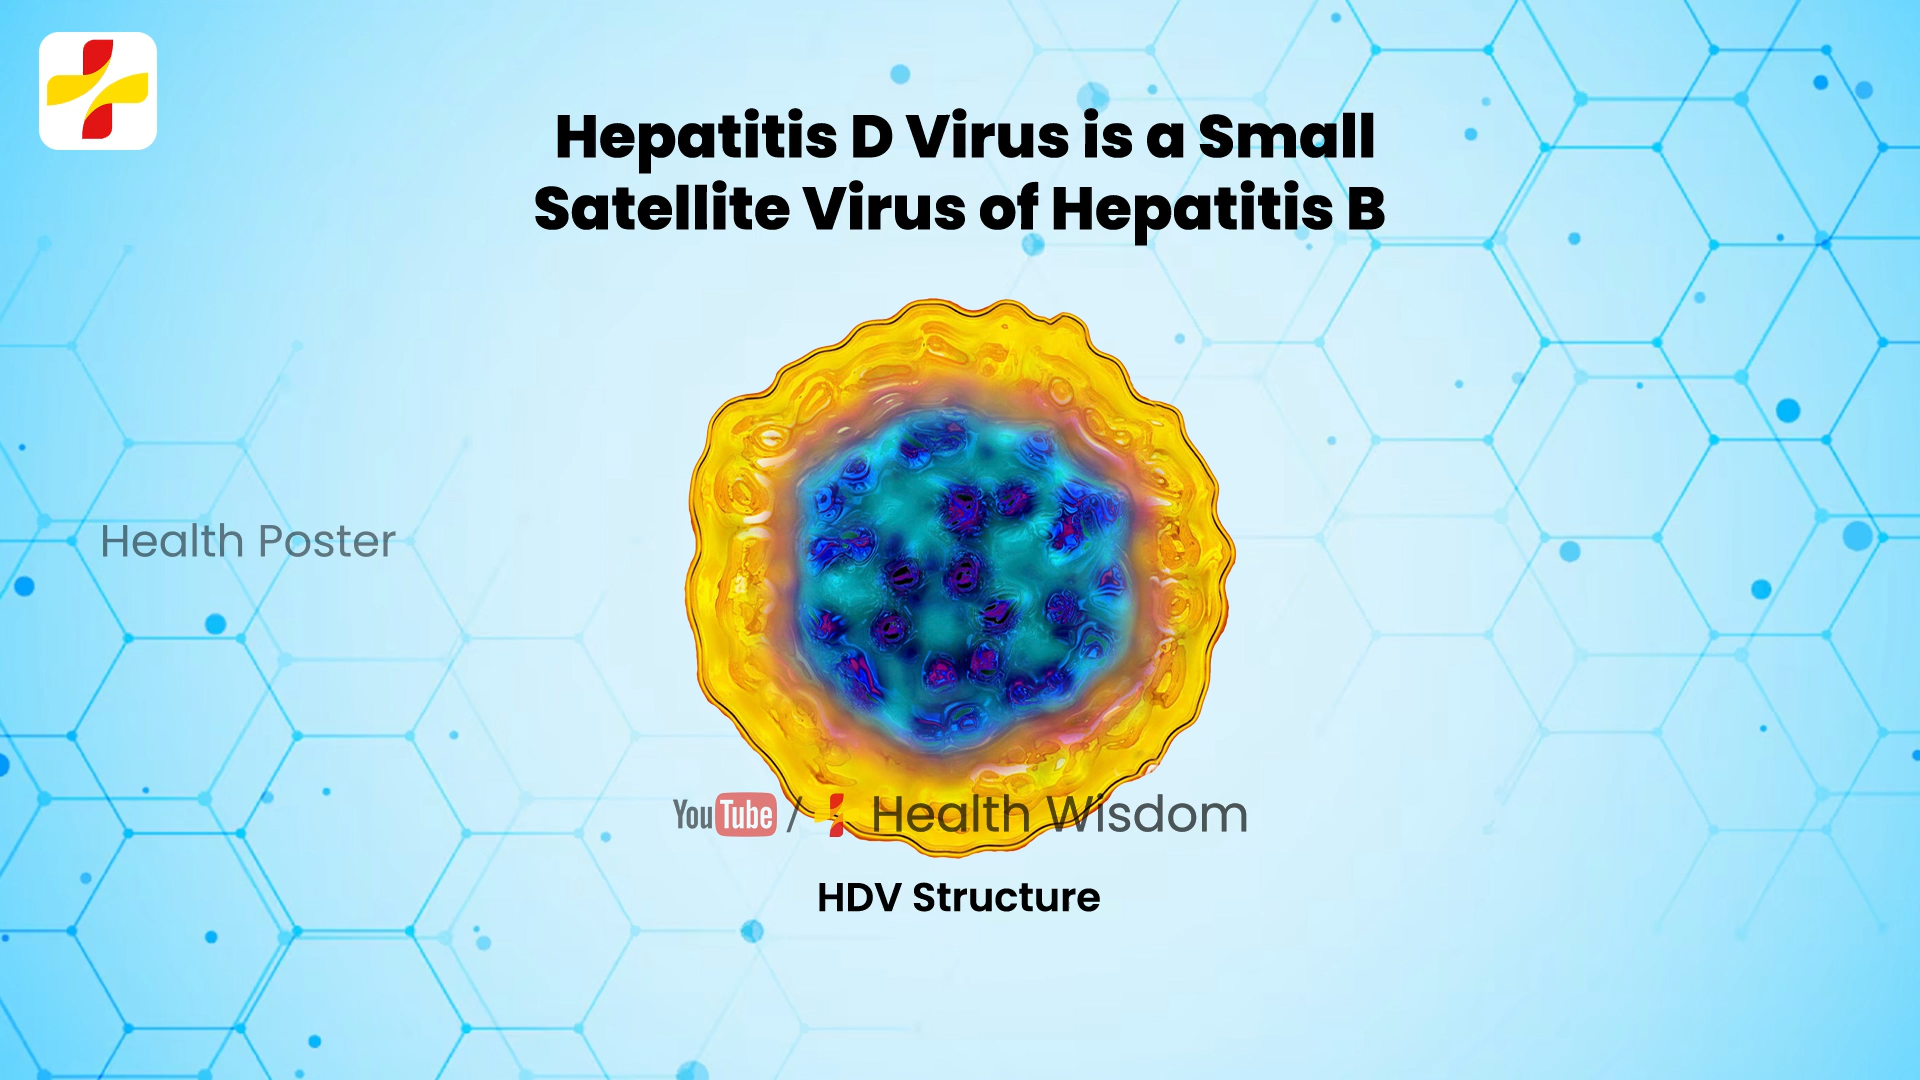 Hepatitis D Virus is a Small
Satellite Virus of Hepatitis B
Health Poster
YouTube / Health Wisdom
HDV Structure